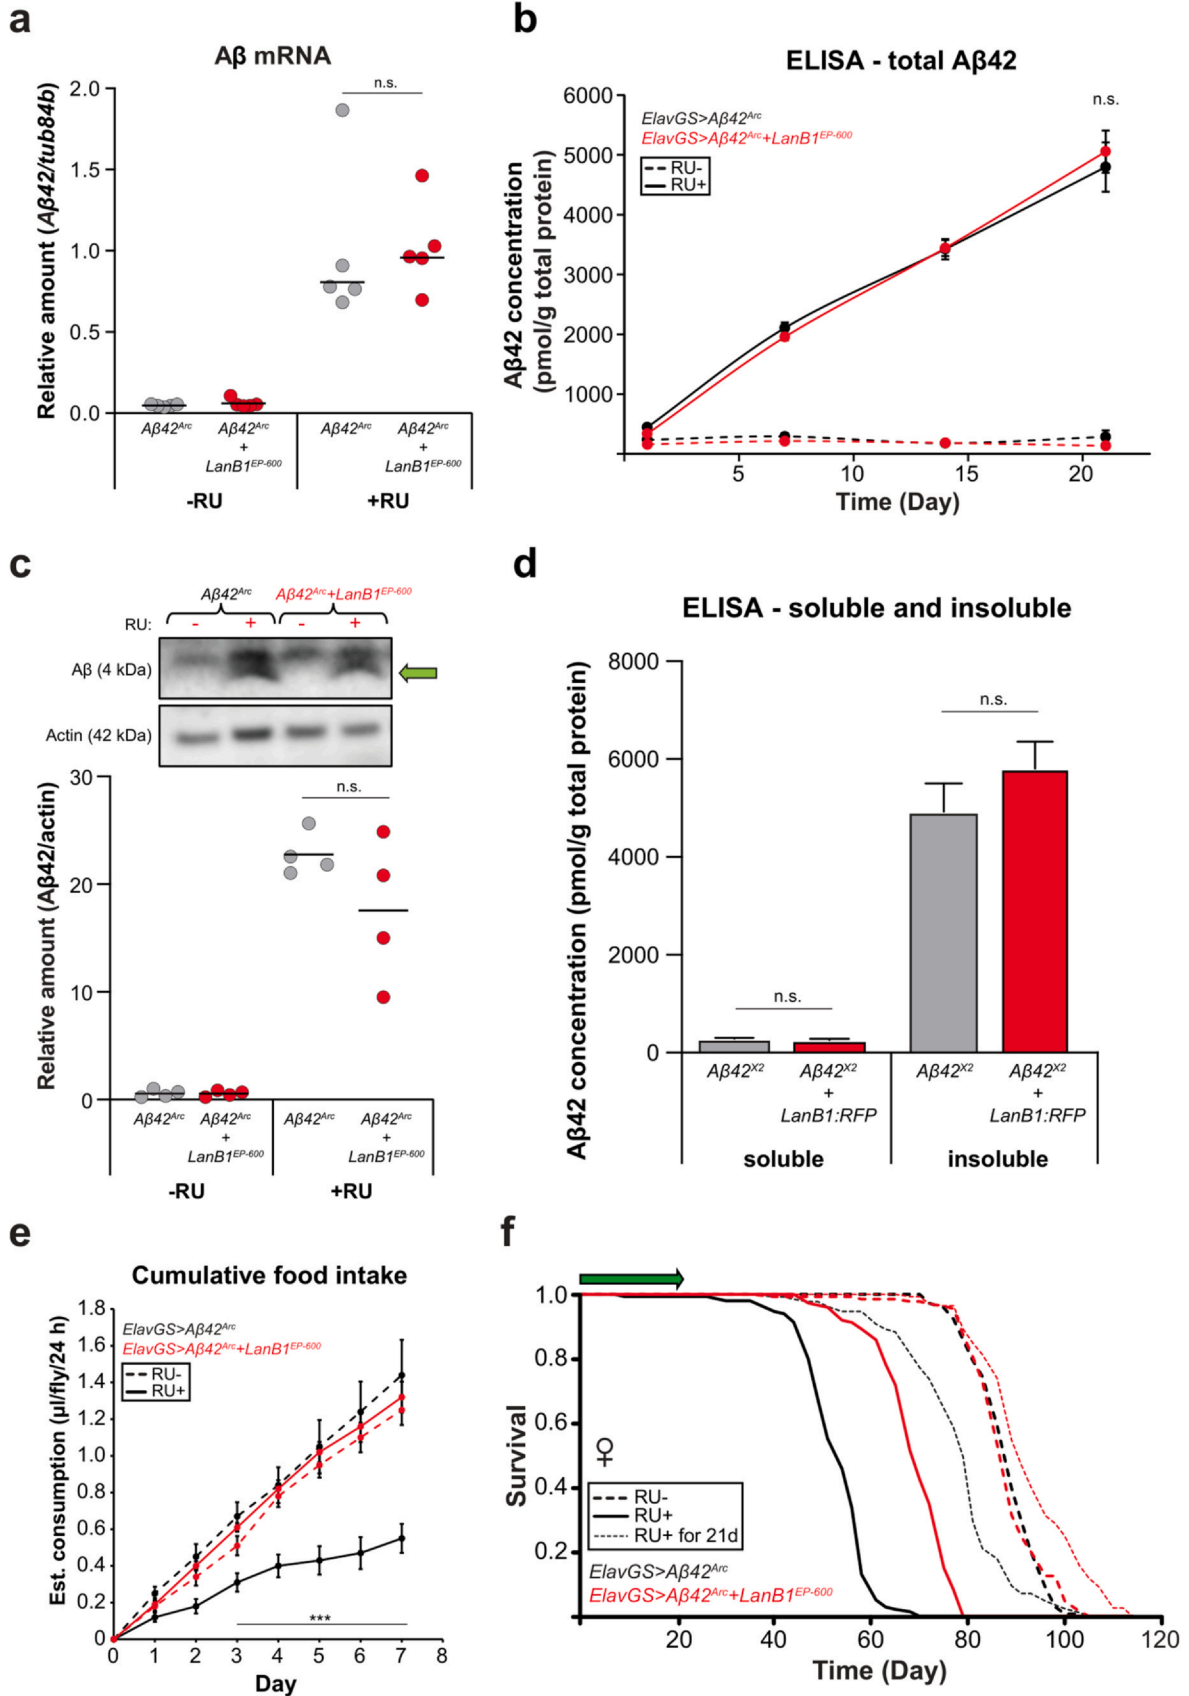 a
Aβ mRNA
Relative amount (Aβ42/tub84b)
2.0
1.5
1.0
0.5
0.0
n.s.
Aβ42Arc
Aβ42Arc
+
LanB1EP-600
Aβ42Arc
Aβ42Arc
+
LanB1EP-600
-RU
+RU
b
ELISA - total Aβ42
Aβ42 concentration
(pmol/g total protein)
6000
5000
4000
3000
2000
1000
ElavGS>Aβ42Arc
ElavGS>Aβ42Arc+LanB1EP-600
RU-
RU+
n.s.
5
10
15
20
Time (Day)
c
Aβ42Arc
Aβ42Arc+LanB1EP-600
RU:
-
+
-
+
Aβ (4 kDa)
Actin (42 kDa)
Relative amount (Aβ42/actin)
30
20
10
0
n.s.
Aβ42Arc
Aβ42Arc
+
LanB1EP-600
Aβ42Arc
Aβ42Arc
+
LanB1EP-600
-RU
+RU
d
ELISA - soluble and insoluble
Aβ42 concentration (pmol/g total protein)
8000
6000
4000
2000
0
n.s.
n.s.
Aβ42X2
Aβ42X2
+
LanB1:RFP
Aβ42X2
Aβ42X2
+
LanB1:RFP
soluble
insoluble
e
Cumulative food intake
Est. consumption (µl/fly/24 h)
1.8
1.6
1.4
1.2
1.0
0.8
0.6
0.4
0.2
0
ElavGS>Aβ42Arc
ElavGS>Aβ42Arc+LanB1EP-600
RU-
RU+
***
0
1
2
3
4
5
6
7
8
Day
f
Survival
1.0
0.8
0.6
0.4
0.2
♀
RU-
RU+
RU+ for 21d
ElavGS>Aβ42Arc
ElavGS>Aβ42Arc+LanB1EP-600
20
40
60
80
100
120
Time (Day)